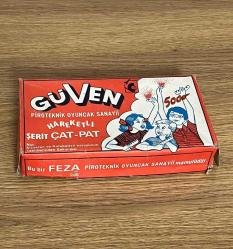 GÜVEN
PİROTEKNİK OYUNCAK SANAYİİ
HAREKETLİ
ŞERİT ÇAT-PAT
Bu bir FEZA PİROTEKNİK OYUNCAK SANAYİİ mamulüdür